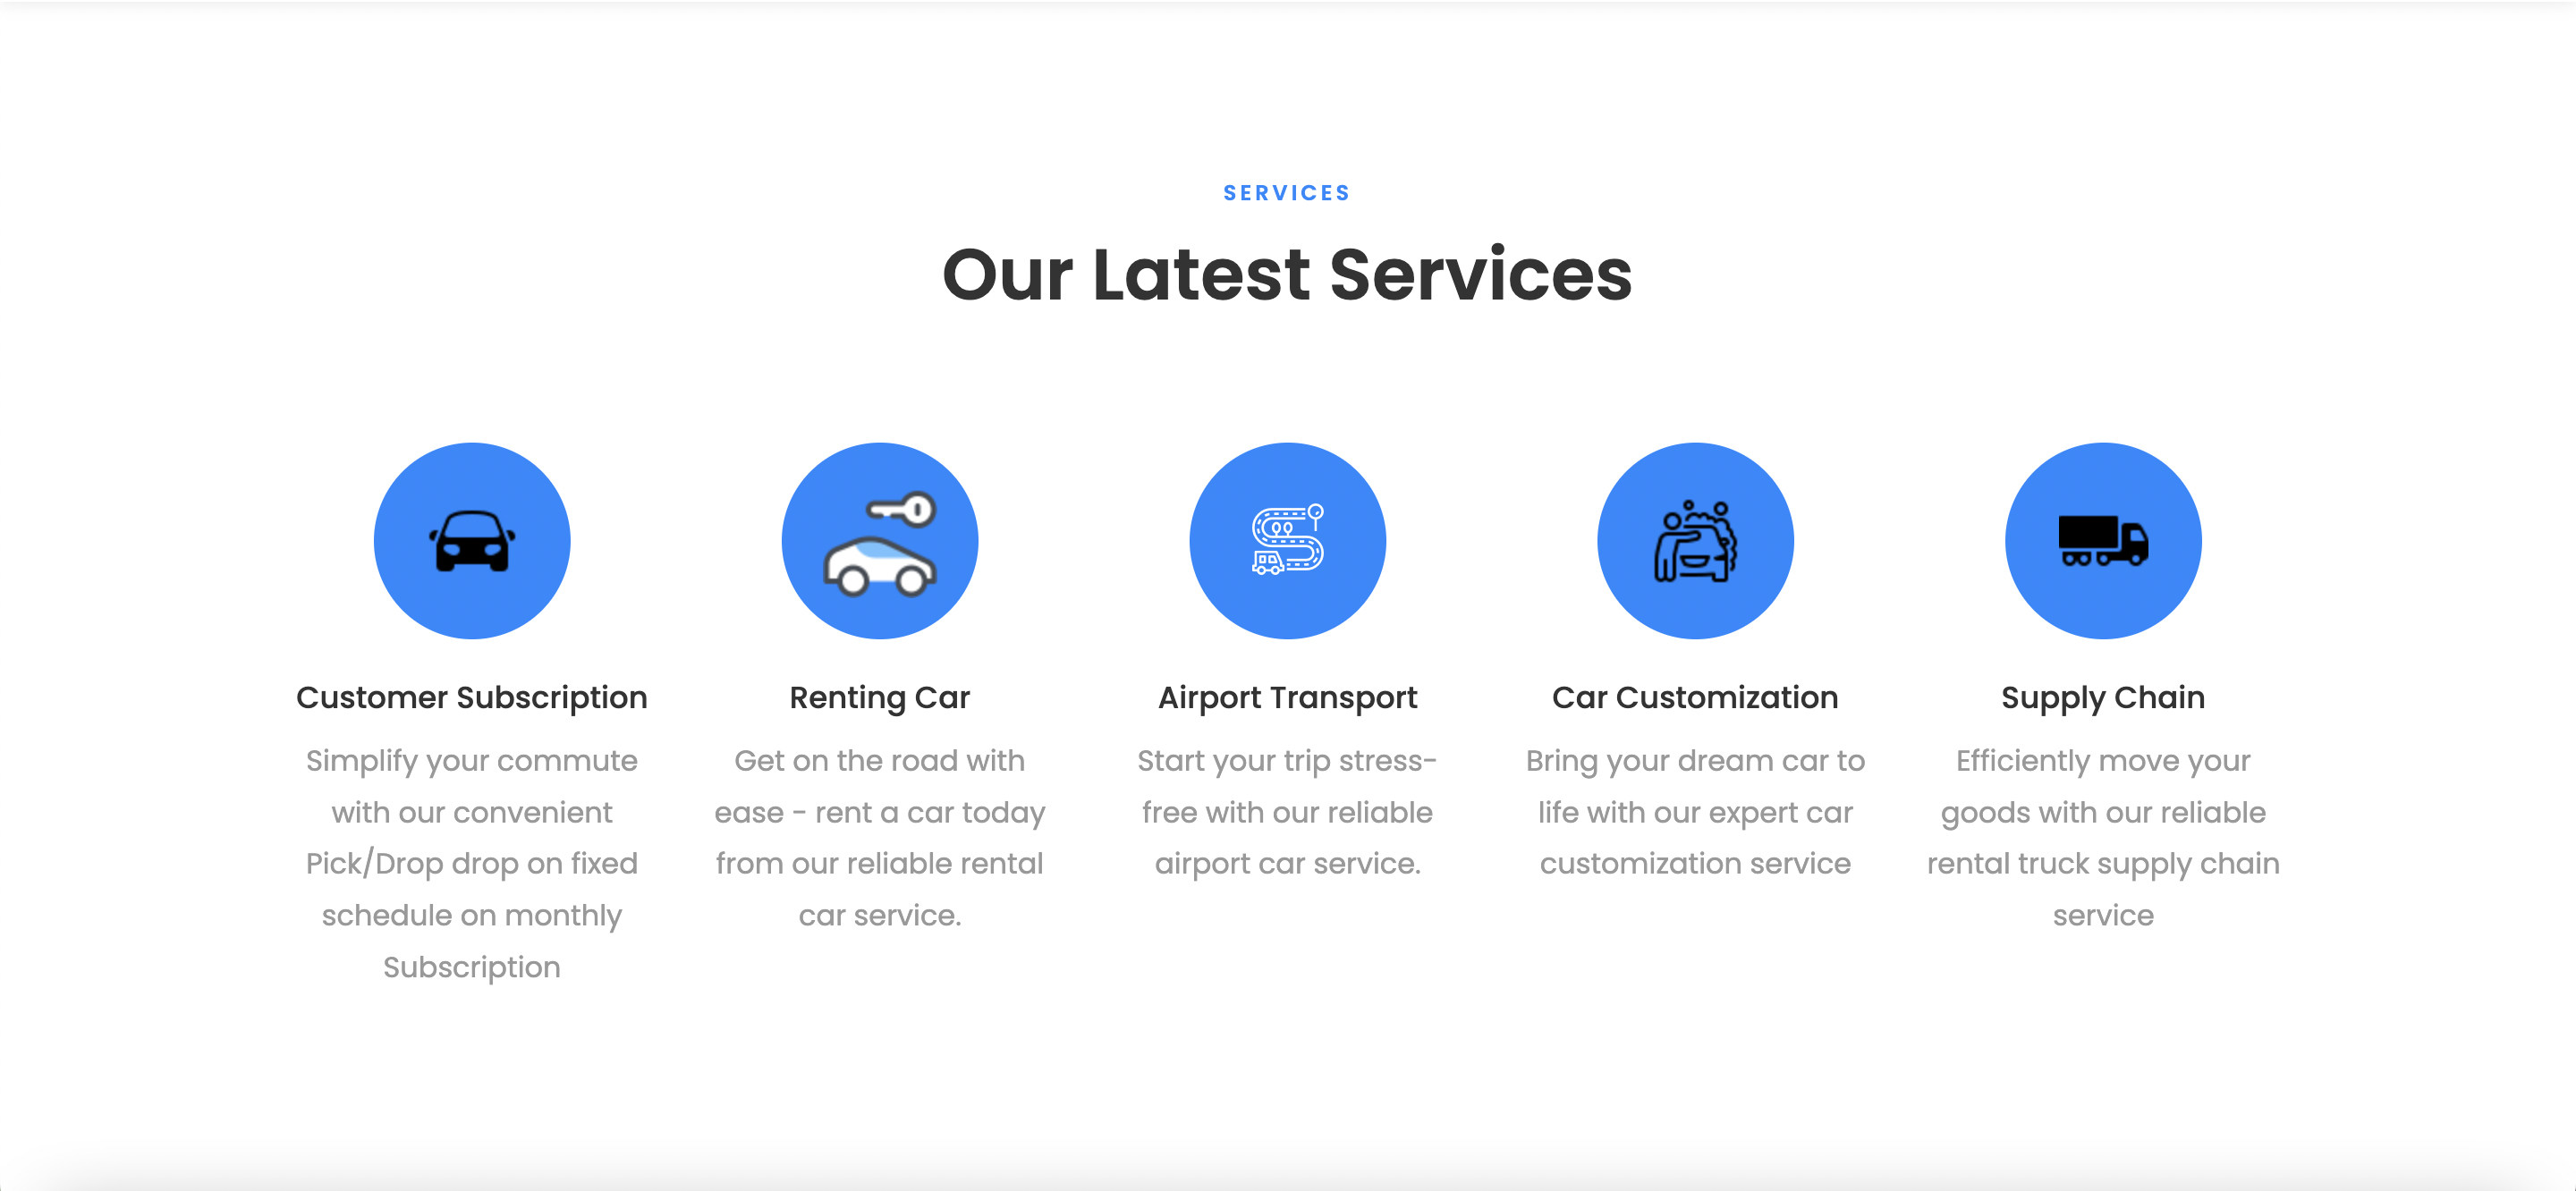 SERVICES
Our Latest Services
Customer Subscription
Simplify your commute
with our convenient
Pick/Drop drop on fixed
schedule on monthly
Subscription
Renting Car
Get on the road with
ease - rent a car today
from our reliable rental
car service.
Airport Transport
Start your trip stress-
free with our reliable
airport car service.
Car Customization
Bring your dream car to
life with our expert car
customization service
Supply Chain
Efficiently move your
goods with our reliable
rental truck supply chain
service